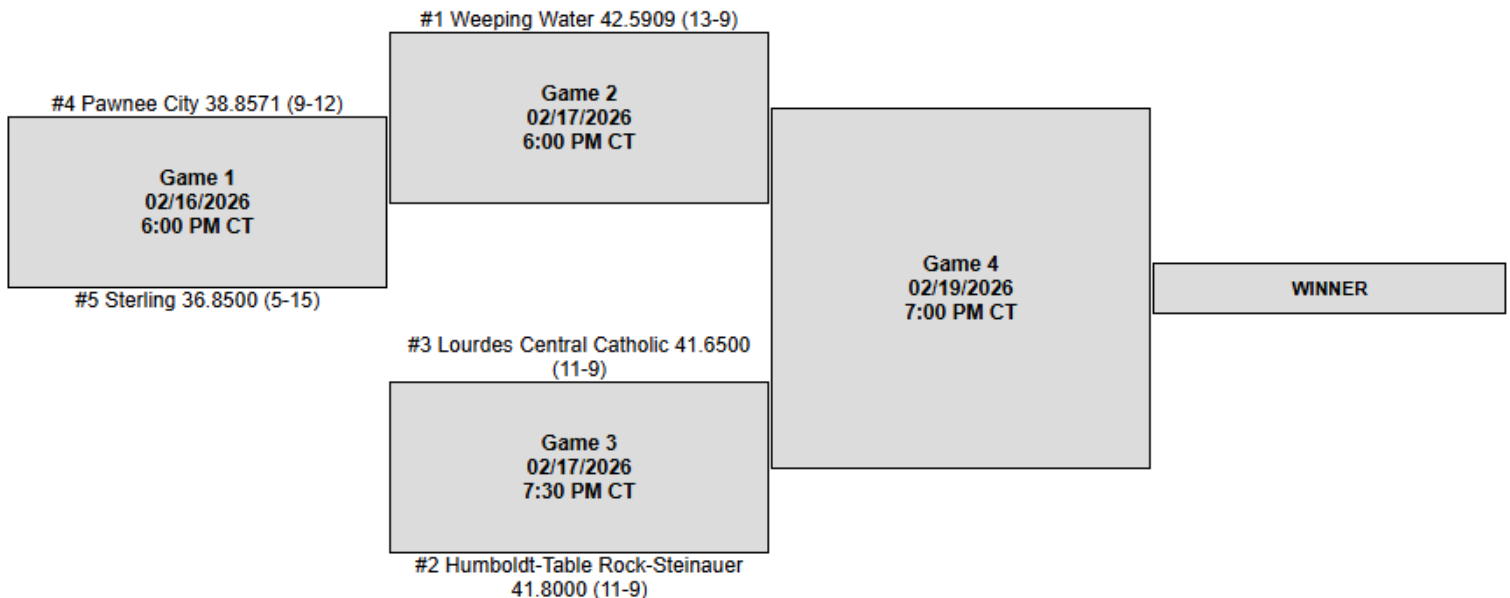 #1 Weeping Water 42.5909 (13-9)
Game 2
02/17/2026
6:00 PM CT
#4 Pawnee City 38.8571 (9-12)
Game 1
02/16/2026
6:00 PM CT
#5 Sterling 36.8500 (5-15)
Game 4
02/19/2026
7:00 PM CT
WINNER
#3 Lourdes Central Catholic 41.6500
(11-9)
Game 3
02/17/2026
7:30 PM CT
#2 Humboldt-Table Rock-Steinauer
41.8000 (11-9)